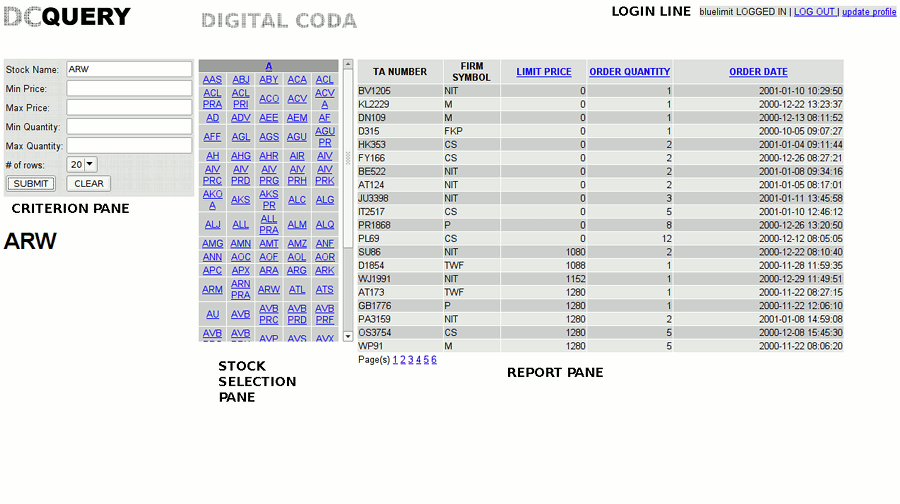 DCQUERY
DIGITAL CODA
LOGIN LINE
bluelimit LOGGED IN | LOG OUT | update profile
Stock Name: ARW
Min Price:
Max Price:
Min Quantity:
Max Quantity:
# of rows: 20
SUBMIT CLEAR
CRITERION PANE
ARW
A
AAS ABJ ABY ACA ACL
ACL PRA ACL PRI ACO ACV ACV A
AD ADV AEE AEM AF
AFF AGL AGS AGU AGU PR
AH AHG AHR AIR AIV
AIV PRC AIV PRD AIV PRG AIV PRH AIV PRK
AKO A AKS AKS PR ALC ALG
ALJ ALL ALL PRA ALM ALQ
AMG AMN AMT AMZ ANF
ANN AOC AOF AOL AOR
APC APX ARA ARG ARK
ARM ARN PRA ARW ATL ATS
AU AVB AVB PRC AVB PRD AVB PRF
AVB AVB AVP AVS AVX
STOCK
SELECTION
PANE
TA NUMBER FIRM SYMBOL LIMIT PRICE ORDER QUANTITY ORDER DATE
BV1205 NIT 0 1 2001-01-10 10:29:50
KL2229 M 0 1 2000-12-22 13:23:37
DN109 M 0 1 2000-12-13 08:11:52
D315 FKP 0 1 2000-10-05 09:07:27
HK353 CS 0 2 2001-01-04 09:11:44
FY166 CS 0 2 2000-12-26 08:27:21
BE522 NIT 0 2 2001-01-08 09:34:16
AT124 NIT 0 2 2001-01-05 08:17:01
JU3398 NIT 0 3 2001-01-11 13:45:58
IT2517 CS 0 5 2001-01-10 12:46:12
PR1868 P 0 8 2000-12-26 13:20:50
PL69 CS 0 12 2000-12-12 08:05:05
SU86 NIT 1080 2 2000-12-22 08:10:40
D1854 TWF 1088 1 2000-11-28 11:59:35
WJ1991 NIT 1152 1 2000-12-29 11:49:51
AT173 TWF 1280 1 2000-11-22 08:27:15
GB1776 P 1280 1 2000-11-22 12:06:10
PA3159 NIT 1280 2 2001-01-08 14:59:08
OS3754 CS 1280 5 2000-12-08 15:45:30
WP91 M 1280 5 2000-11-22 08:06:20
Page(s) 1 2 3 4 5 6
REPORT PANE